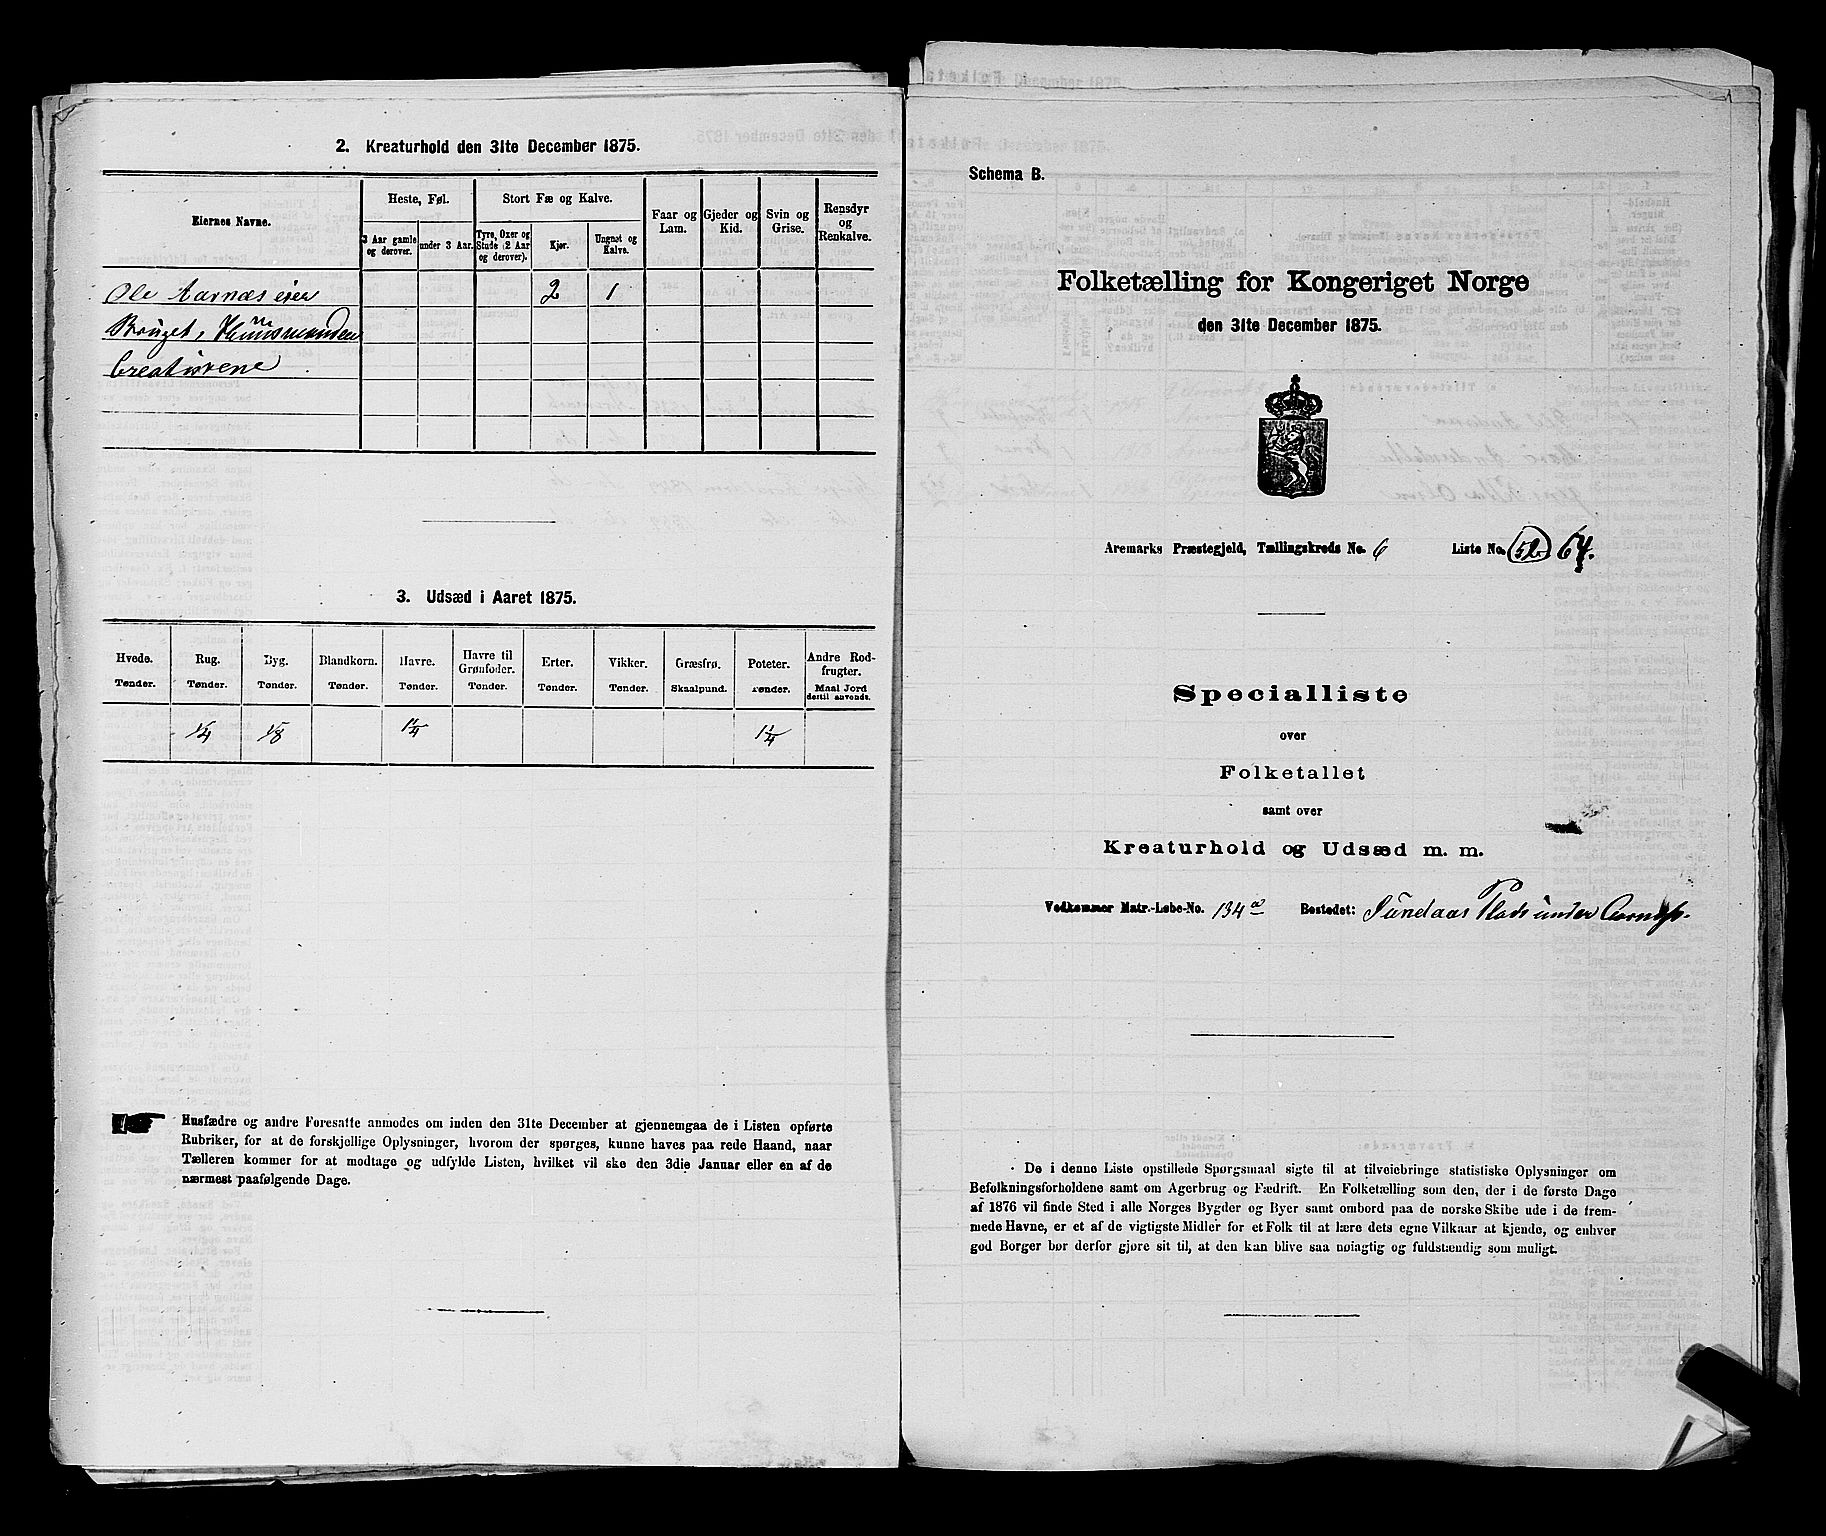 2. Kreaturhold den 31te December 1875.
Eiernes Navne.
Heste, Føl.
Stort Fæ og Kalve.
Faar og Lam.
Gjeder og Kid.
Svin og Grise.
Rensdyr og Renkalve.
3 Aar gamle og derover.
under 3 Aar.
Tyre, Oxer og Stude (2 Aar og derover).
Kjør.
Ungnøt og Kalve.
Ole Aarnæs eier 2 1
Bruget, Huusmanden
Creaturene
3. Udsæd i Aaret 1875.
Hvede. Rug. Byg. Blandkorn. Havre. Havre til Grønfoder. Erter. Vikker. Græsfrø. Poteter. Andre Rodfrugter.
Tønder. Tønder. Tønder. Tønder. Tønder. Tønder. Tønder. Tønder. Skaalpund. Tønder. Maal Jord dertil anvendt.
1/4 1/8 1 1/4 1 1/4
Husfædre og andre Foresatte anmodes om inden den 31te December at gjennemgaa de i Listen opførte
Rubriker, for at de forskjellige Oplysninger, hvorom der spørges, kunne haves paa rede Haand, naar
Tælleren kommer for at modtage og udfylde Listen, hvilket vil ske den 3die Januar eller en af de
nærmest paafølgende Dage.
Schema B.
Folketælling for Kongeriget Norge
den 31te December 1875.
Aremarks Præstegjeld, Tællingskreds No. 6 Liste No. 52 64.
Specialliste
over
Folketallet
samt over
Kreaturhold og Udsæd m. m.
Vedkommer Matr.-Løbe-No. 134a Bostedet: Sundaas Plads under Aarnæs.
De i denne Liste opstillede Spørgsmaal sigte til at tilveiebringe statistiske Oplysninger om
Befolkningsforholdene samt om Agerbrug og Fædrift. En Folketælling som den, der i de første Dage
af 1876 vil finde Sted i alle Norges Bygder og Byer samt ombord paa de norske Skibe ude i de frem-
mede Havne, er et af de vigtigste Midler for et Folk til at lære dets egne Vilkaar at kjende, og enhver
god Borger bør derfor gjøre sit til, at den kan blive saa nøiagtig og fuldstændig som muligt.